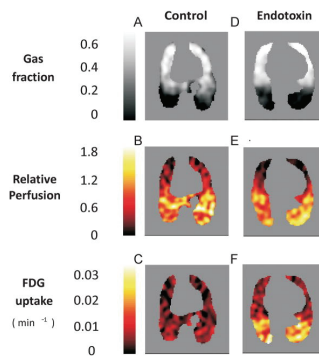 Control Endotoxin
A D
Gas
fraction
0.6
0.4
0.2
0
B E
Relative
Perfusion
1.8
1.2
0.6
0
C F
FDG
uptake
( min ⁻¹ )
0.03
0.02
0.01
0